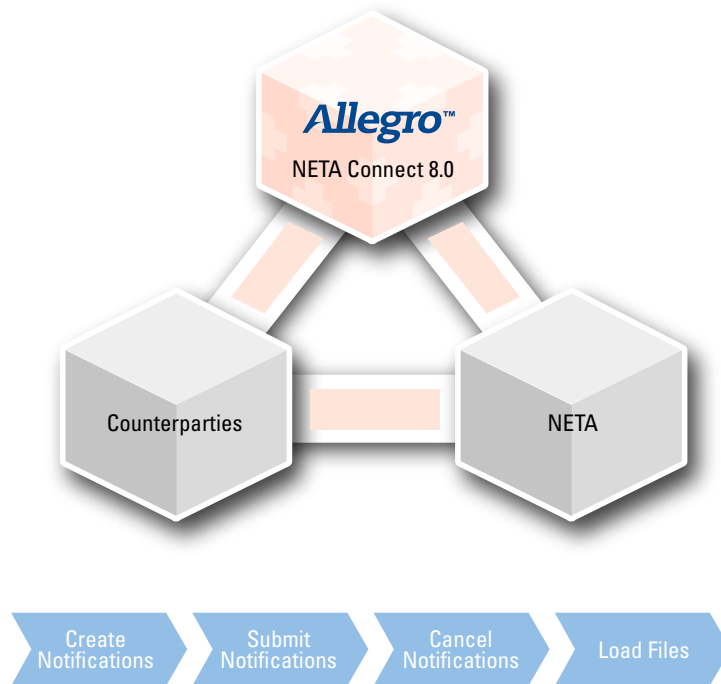 Allegro™
NETA Connect 8.0
Counterparties
NETA
Create
Notifications
Submit
Notifications
Cancel
Notifications
Load Files